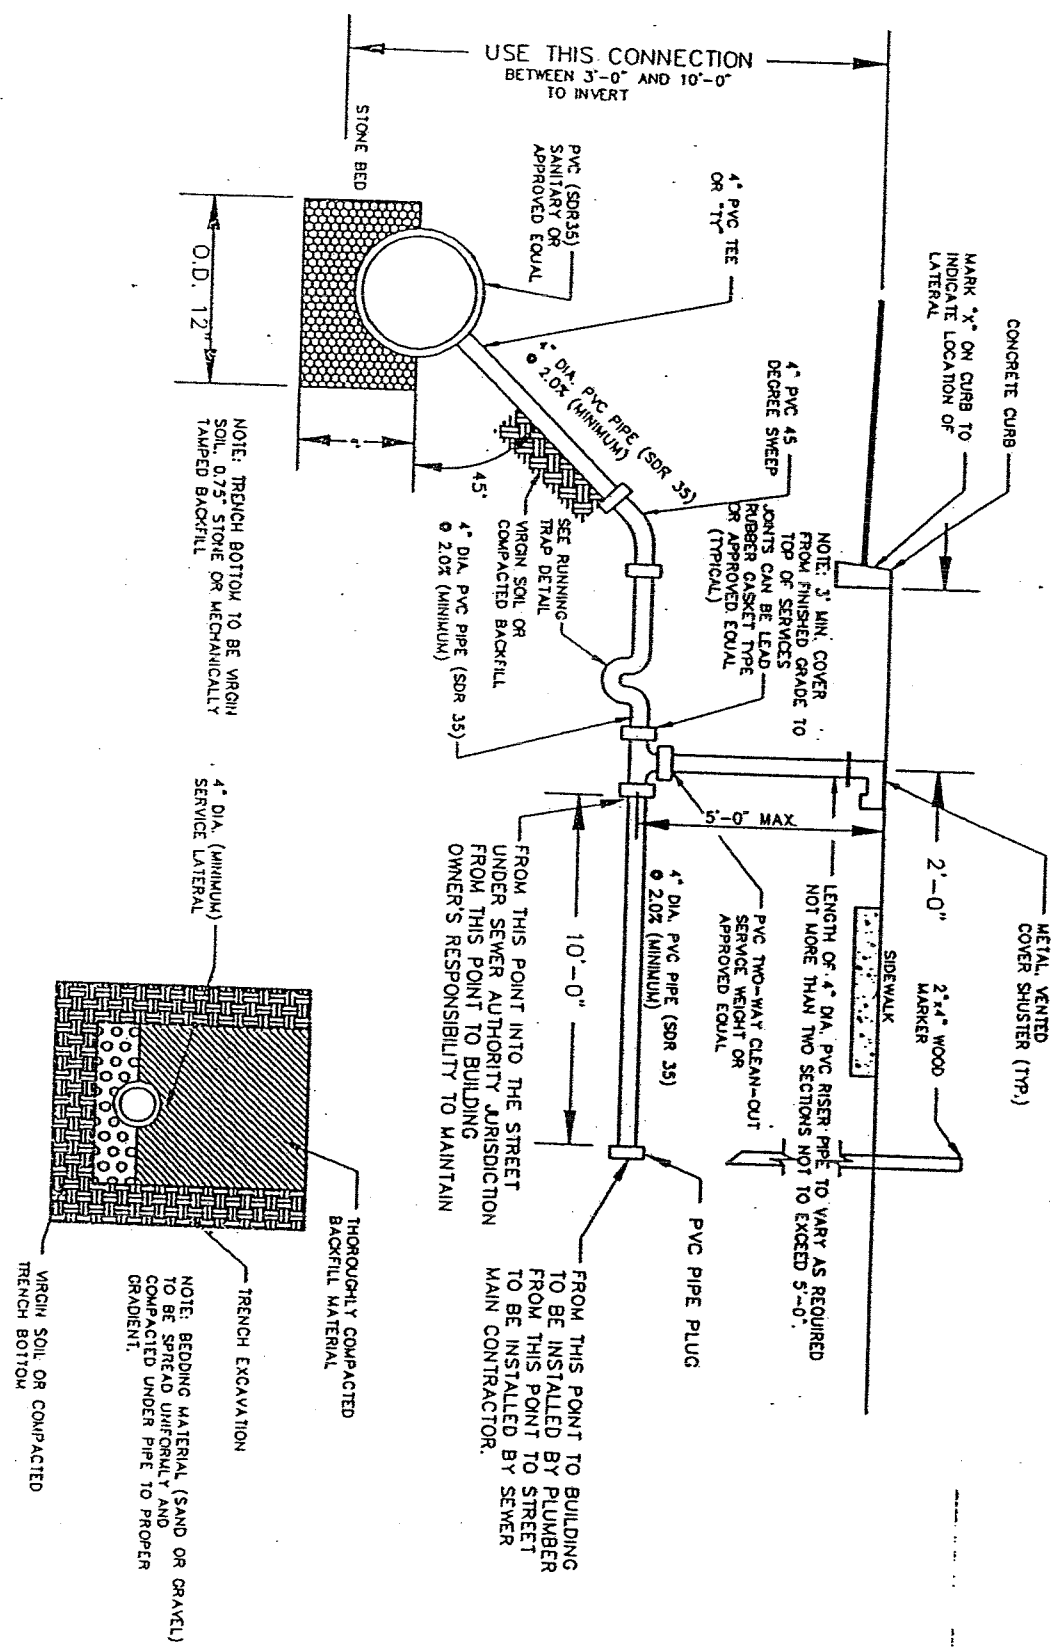 USE THIS CONNECTION
BETWEEN 3'-0" AND 10'-0"
TO INVERT
STONE BED
O.D. 12"
PVC (SDR35)
SANITARY OR
APPROVED EQUAL
4" PVC TEE
OR "TY"
MARK "X" ON CURB TO
INDICATE LOCATION OF
LATERAL
CONCRETE CURB
4" DIA. PVC PIPE (SDR 35)
@ 2.0% (MINIMUM)
4" PVC 45
DEGREE SWEEP
45°
NOTE: 3' MIN. COVER
FROM FINISHED GRADE TO
TOP OF SERVICES
JOINTS CAN BE LEAD
RUBBER GASKET TYPE
OR APPROVED EQUAL
(TYPICAL)
SEE RUNNING
TRAP DETAIL
VIRGIN SOIL OR
COMPACTED BACKFILL
4" DIA. PVC PIPE (SDR 35)
@ 2.0% (MINIMUM)
NOTE: TRENCH BOTTOM TO BE VIRGIN
SOIL, 0.75" STONE OR MECHANICALLY
TAMPED BACKFILL
2'-0"
METAL, VENTED
COVER SHUSTER (TYP.)
SIDEWALK
2"x4" WOOD
MARKER
LENGTH OF 4" DIA. PVC RISER PIPE TO VARY AS REQUIRED
NOT MORE THAN TWO SECTIONS NOT TO EXCEED 5'-0".
5'-0" MAX.
PVC TWO-WAY CLEAN-OUT
SERVICE WEIGHT OR
APPROVED EQUAL
4" DIA. PVC PIPE (SDR 35)
@ 2.0% (MINIMUM)
10'-0"
PVC PIPE PLUG
FROM THIS POINT INTO THE STREET
UNDER SEWER AUTHORITY JURISDICTION
FROM THIS POINT TO BUILDING
OWNER'S RESPONSIBILITY TO MAINTAIN
FROM THIS POINT TO BUILDING
TO BE INSTALLED BY PLUMBER
FROM THIS POINT TO STREET
TO BE INSTALLED BY SEWER
MAIN CONTRACTOR.
4" DIA. (MINIMUM)
SERVICE LATERAL
THOROUGHLY COMPACTED
BACKFILL MATERIAL
TRENCH EXCAVATION
NOTE: BEDDING MATERIAL (SAND OR GRAVEL)
TO BE SPREAD UNIFORMLY AND
COMPACTED UNDER PIPE TO PROPER
GRADIENT.
VIRGIN SOIL OR COMPACTED
TRENCH BOTTOM